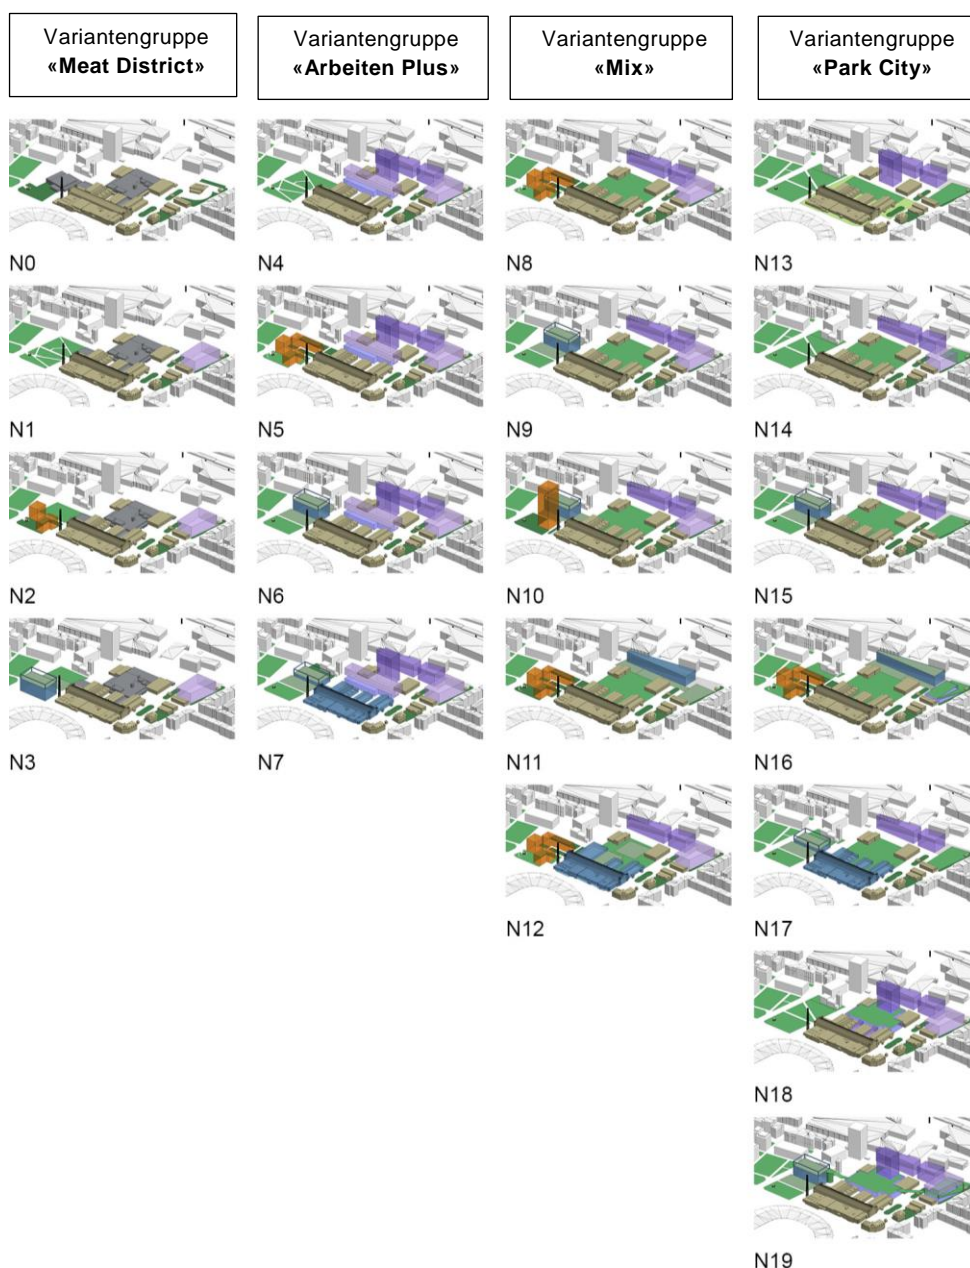 Variantengruppe
«Meat District»
Variantengruppe
«Arbeiten Plus»
Variantengruppe
«Mix»
Variantengruppe
«Park City»
N0
N4
N8
N13
N1
N5
N9
N14
N2
N6
N10
N15
N3
N7
N11
N16
N12
N17
N18
N19